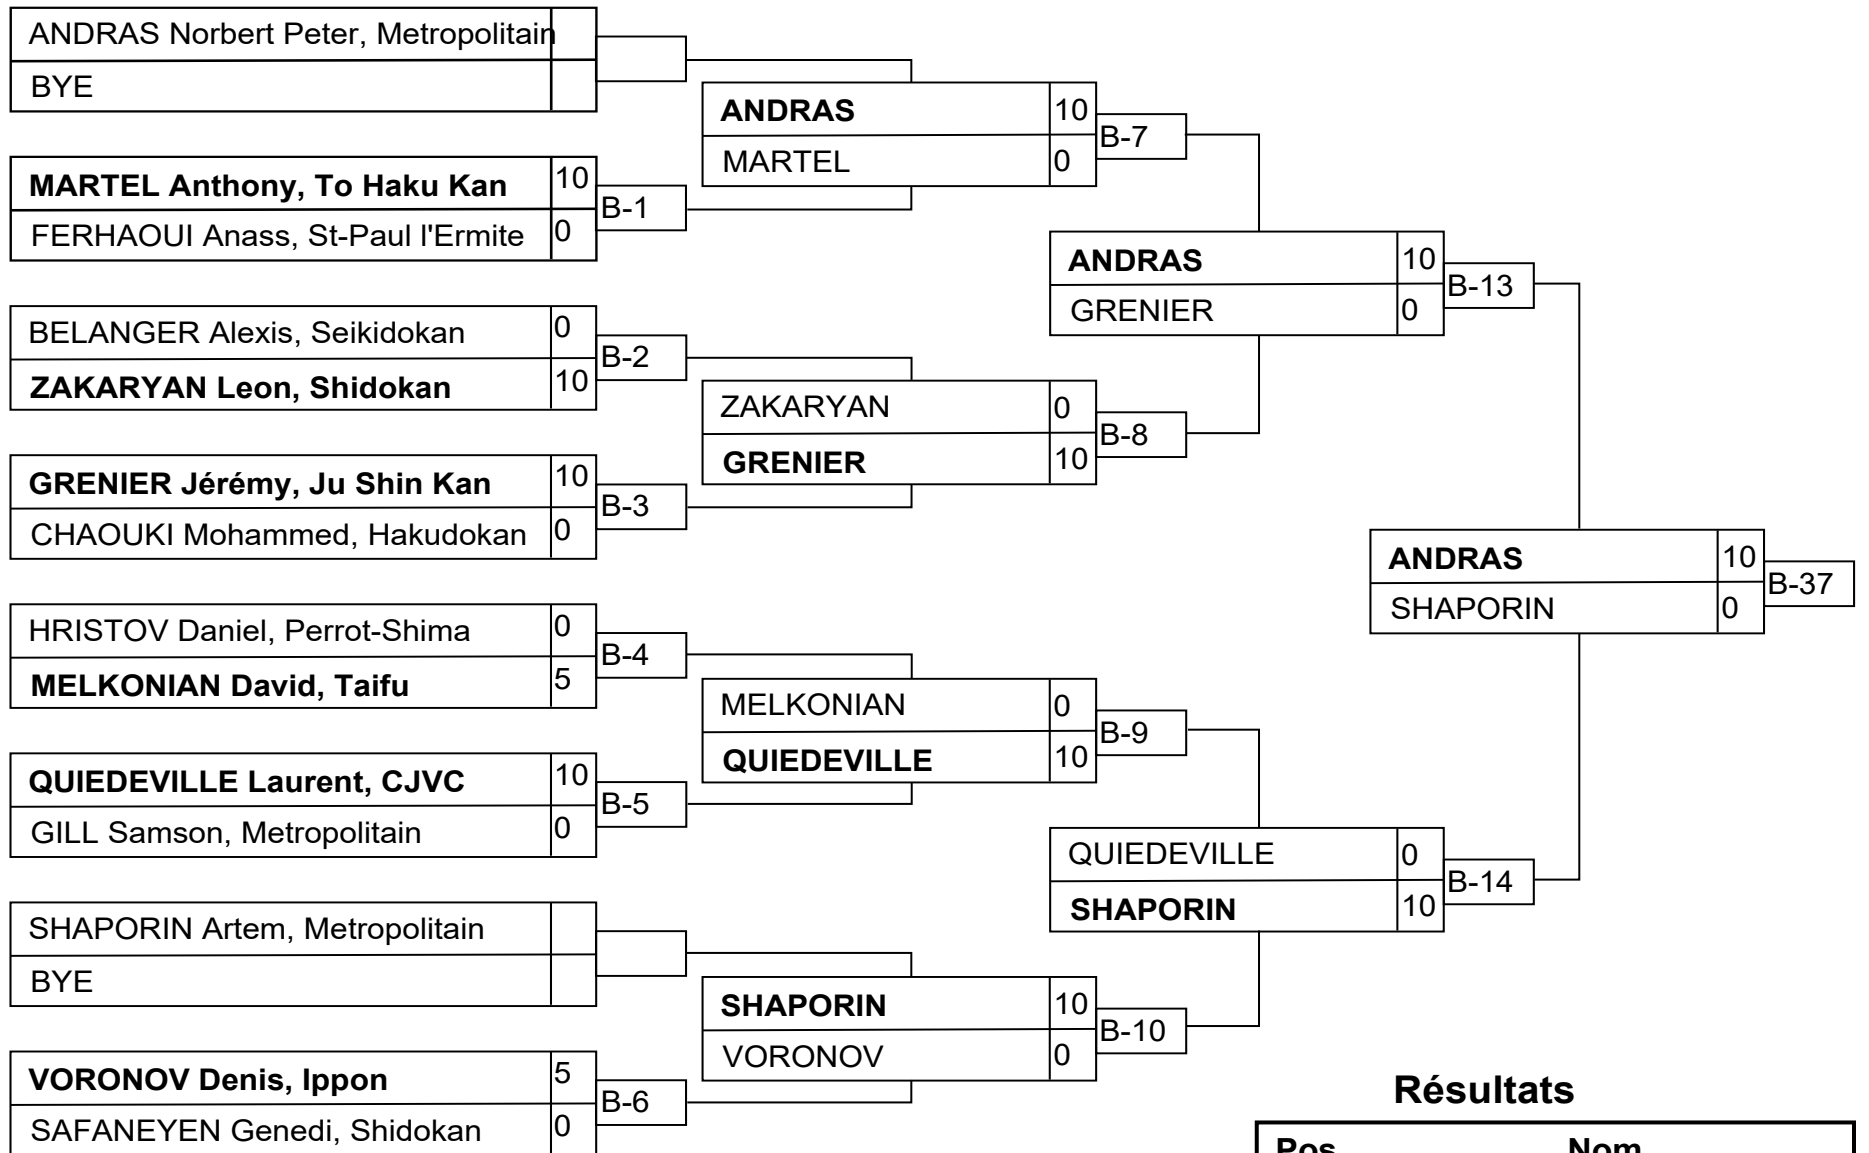 ANDRAS Norbert Peter, Metropolitain
BYE
MARTEL Anthony, To Haku Kan 10
FERHAOUI Anass, St-Paul l'Ermite 0
B-1
BELANGER Alexis, Seikidokan 0
ZAKARYAN Leon, Shidokan 10
B-2
GRENIER Jérémy, Ju Shin Kan 10
CHAOUKI Mohammed, Hakudokan 0
B-3
HRISTOV Daniel, Perrot-Shima 0
MELKONIAN David, Taifu 5
B-4
QUIEDEVILLE Laurent, CJVC 10
GILL Samson, Metropolitain 0
B-5
SHAPORIN Artem, Metropolitain
BYE
VORONOV Denis, Ippon 5
SAFANEYEN Genedi, Shidokan 0
B-6
ANDRAS 10
MARTEL 0
B-7
ZAKARYAN 0
GRENIER 10
B-8
MELKONIAN 0
QUIEDEVILLE 10
B-9
SHAPORIN 10
VORONOV 0
B-10
ANDRAS 10
GRENIER 0
B-13
QUIEDEVILLE 0
SHAPORIN 10
B-14
ANDRAS 10
SHAPORIN 0
B-37
Résultats
Pos Nom